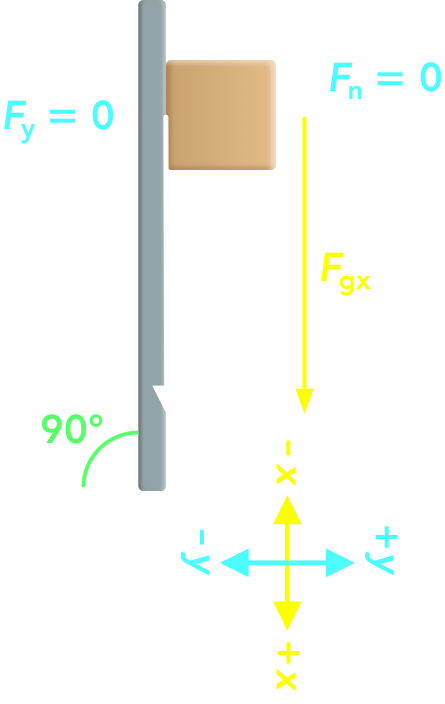 Fn = 0
Fy = 0
Fgx
90°
-x
-y
+y
+x